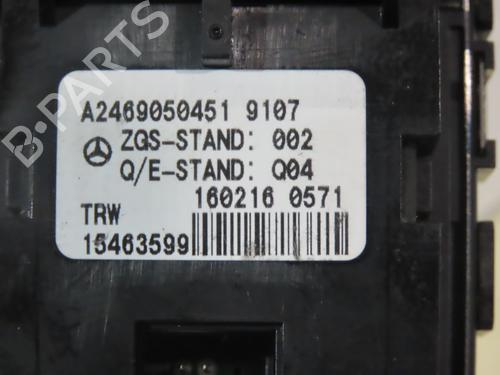 B-PARTS
A2469050451 9107
ZGS-STAND: 002
Q/E-STAND: Q04
160216 0571
TRW
15463599